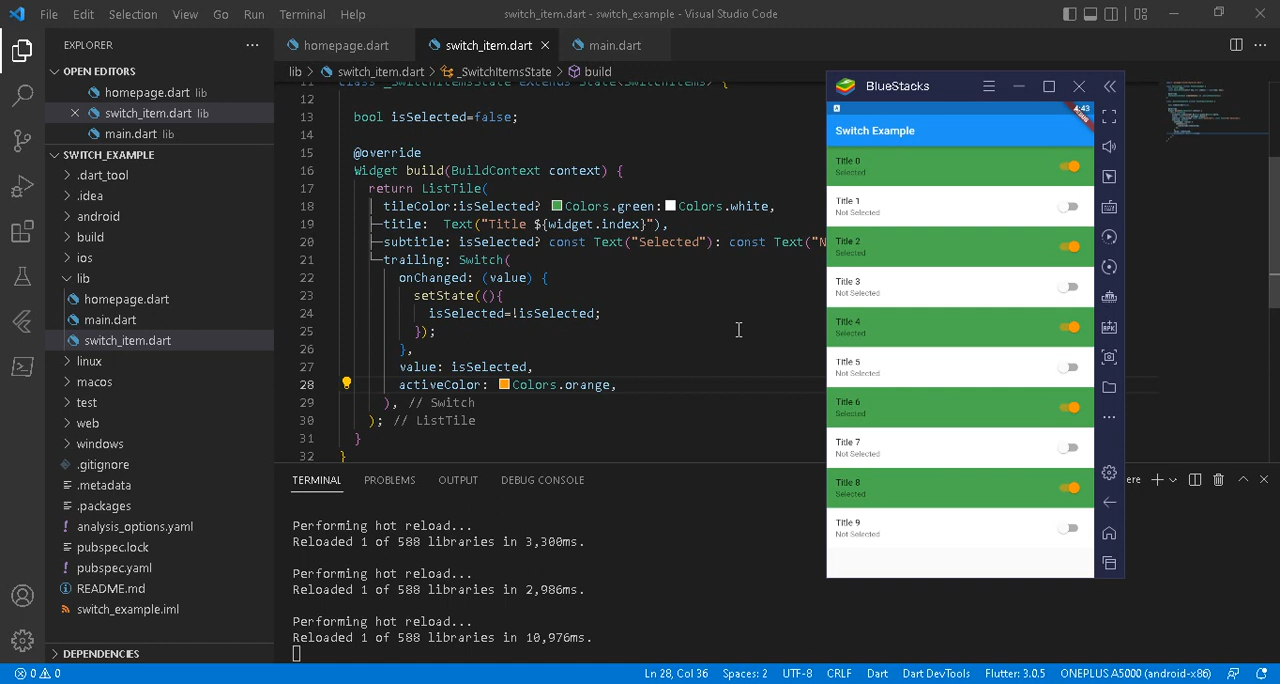 File Edit Selection View Go Run Terminal Help
switch_item.dart - switch_example - Visual Studio Code
EXPLORER
OPEN EDITORS
homepage.dart lib
switch_item.dart lib
main.dart lib
SWITCH_EXAMPLE
.dart_tool
.idea
android
build
ios
lib
homepage.dart
main.dart
switch_item.dart
linux
macos
test
web
windows
.gitignore
.metadata
.packages
analysis_options.yaml
pubspec.lock
pubspec.yaml
README.md
switch_example.iml
DEPENDENCIES
homepage.dart
switch_item.dart
main.dart
lib > switch_item.dart > _SwitchItemsState > build
11 class _SwitchItemsState extends State<SwitchItems> {
12
13 bool isSelected=false;
14
15 @override
16 Widget build(BuildContext context) {
17 return ListTile(
18 tileColor:isSelected? Colors.green: Colors.white,
19 title: Text("Title ${widget.index}"),
20 subtitle: isSelected? const Text("Selected"): const Text("N
21 trailing: Switch(
22 onChanged: (value) {
23 setState((){
24 isSelected=!isSelected;
25 });
26 },
27 value: isSelected,
28 activeColor: Colors.orange,
29 ), // Switch
30 ); // ListTile
31 }
32 }
TERMINAL PROBLEMS OUTPUT DEBUG CONSOLE
ere
Performing hot reload...
Reloaded 1 of 588 libraries in 3,300ms.
Performing hot reload...
Reloaded 1 of 588 libraries in 2,986ms.
Performing hot reload...
Reloaded 1 of 588 libraries in 10,976ms.
BlueStacks
4:43
Switch Example
Title 0
Selected
Title 1
Not Selected
Title 2
Selected
Title 3
Not Selected
Title 4
Selected
Title 5
Not Selected
Title 6
Selected
Title 7
Not Selected
Title 8
Selected
Title 9
Not Selected
0 0
Ln 28, Col 36 Spaces: 2 UTF-8 CRLF Dart Dart DevTools Flutter: 3.0.5 ONEPLUS A5000 (android-x86)